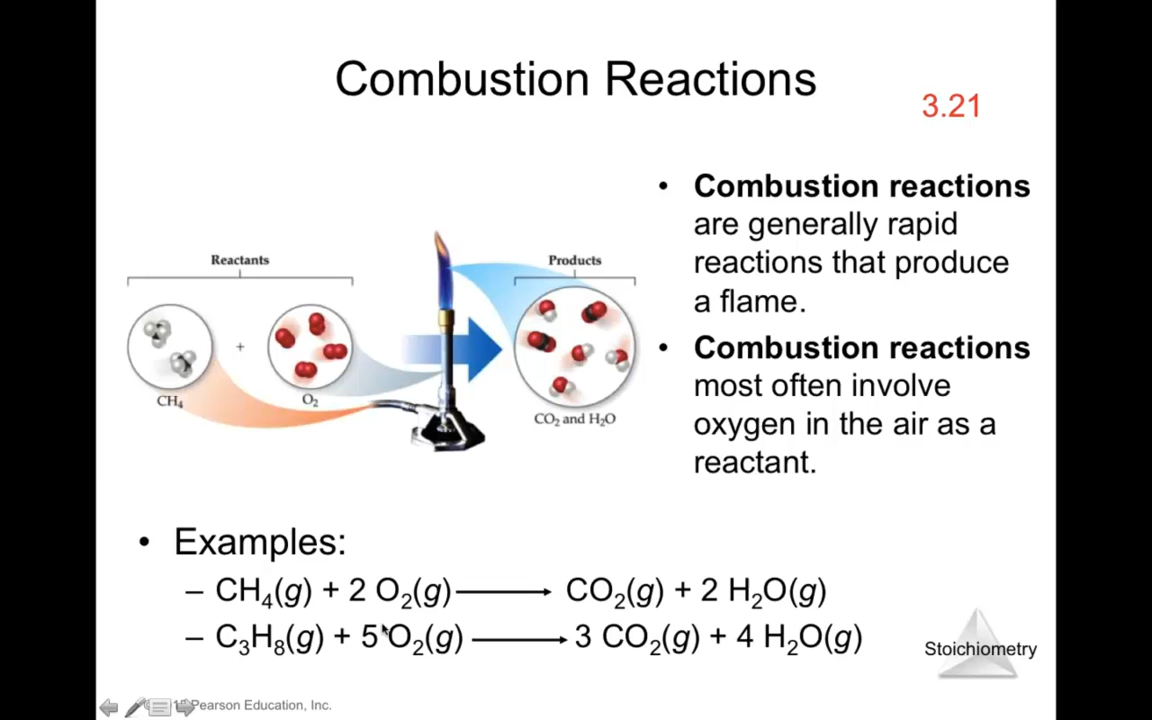 Combustion Reactions
3.21
• Combustion reactions
are generally rapid
reactions that produce
a flame.
• Combustion reactions
most often involve
oxygen in the air as a
reactant.
Reactants
Products
+
CH₄
O₂
CO₂ and H₂O
• Examples:
– CH₄(g) + 2 O₂(g) ⟶ CO₂(g) + 2 H₂O(g)
– C₃H₈(g) + 5 O₂(g) ⟶ 3 CO₂(g) + 4 H₂O(g)
Stoichiometry
Pearson Education, Inc.